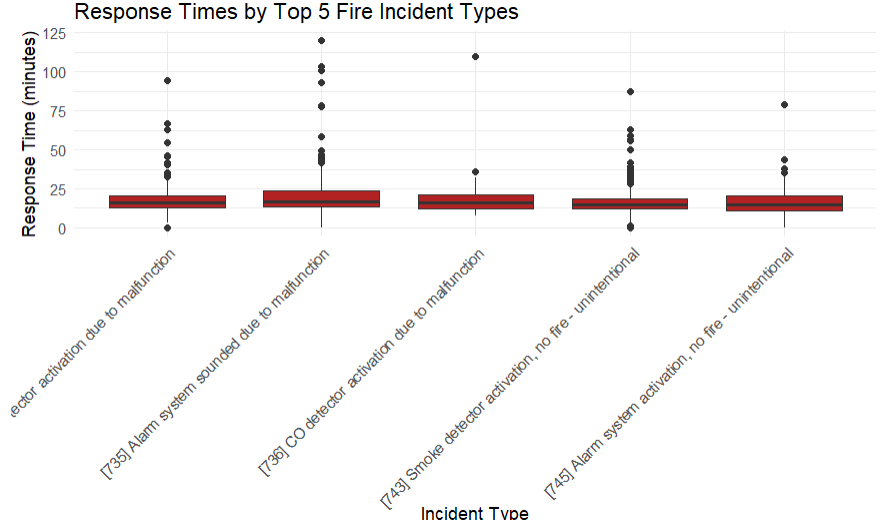 Response Times by Top 5 Fire Incident Types
Response Time (minutes)
125
100
75
50
25
0
activation due to malfunction
[735] Alarm system sounded due to malfunction
[736] CO detector activation due to malfunction
[743] Smoke detector activation, no fire - unintentional
[745] Alarm system activation, no fire - unintentional
Incident Type